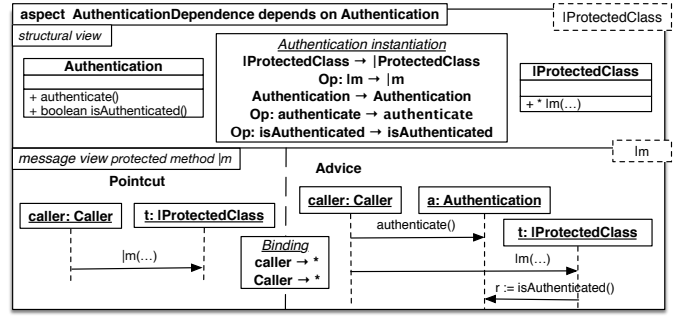 aspect AuthenticationDependence depends on Authentication
|ProtectedClass
structural view
Authentication
+ authenticate()
+ boolean isAuthenticated()
Authentication instantiation
|ProtectedClass → |ProtectedClass
Op: |m → |m
Authentication → Authentication
Op: authenticate → authenticate
Op: isAuthenticated → isAuthenticated
|ProtectedClass
+ * |m(...)
message view protected method |m
|m
Pointcut
caller: Caller
t: |ProtectedClass
|m(...)
Binding
caller → *
Caller → *
Advice
caller: Caller
a: Authentication
authenticate()
t: |ProtectedClass
|m(...)
r := isAuthenticated()